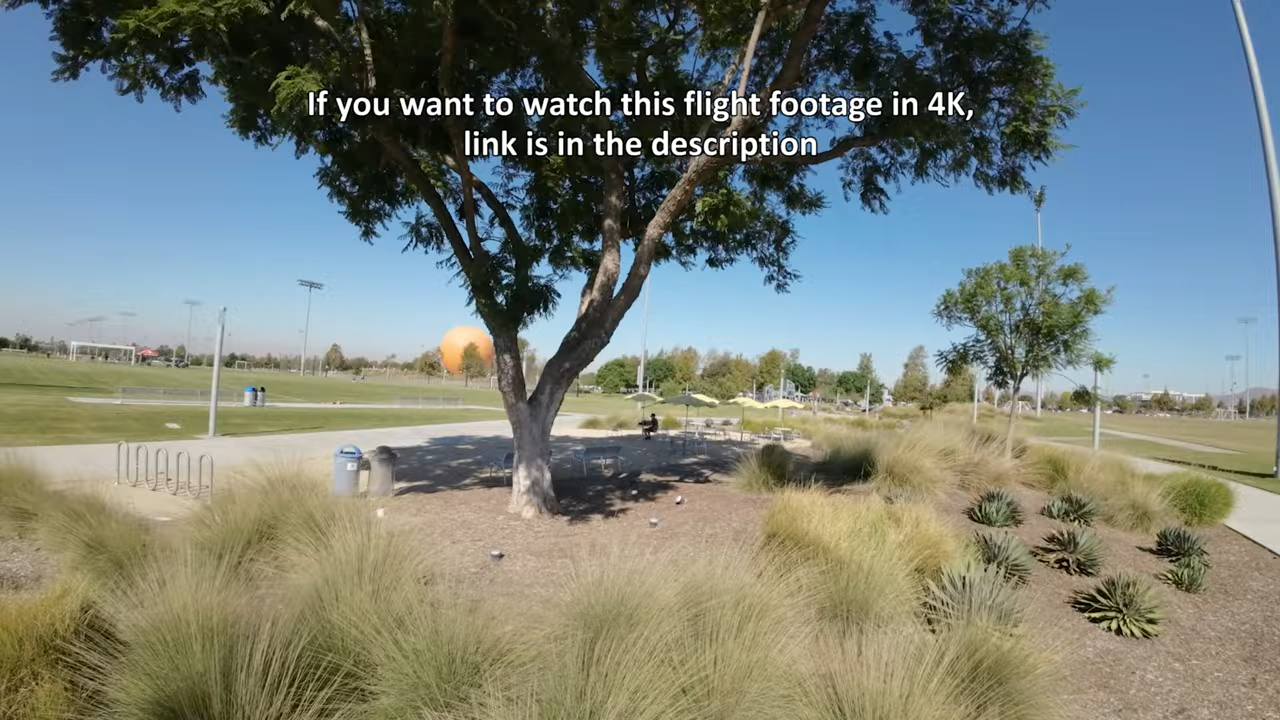 If you want to watch this flight footage in 4K,
link is in the description